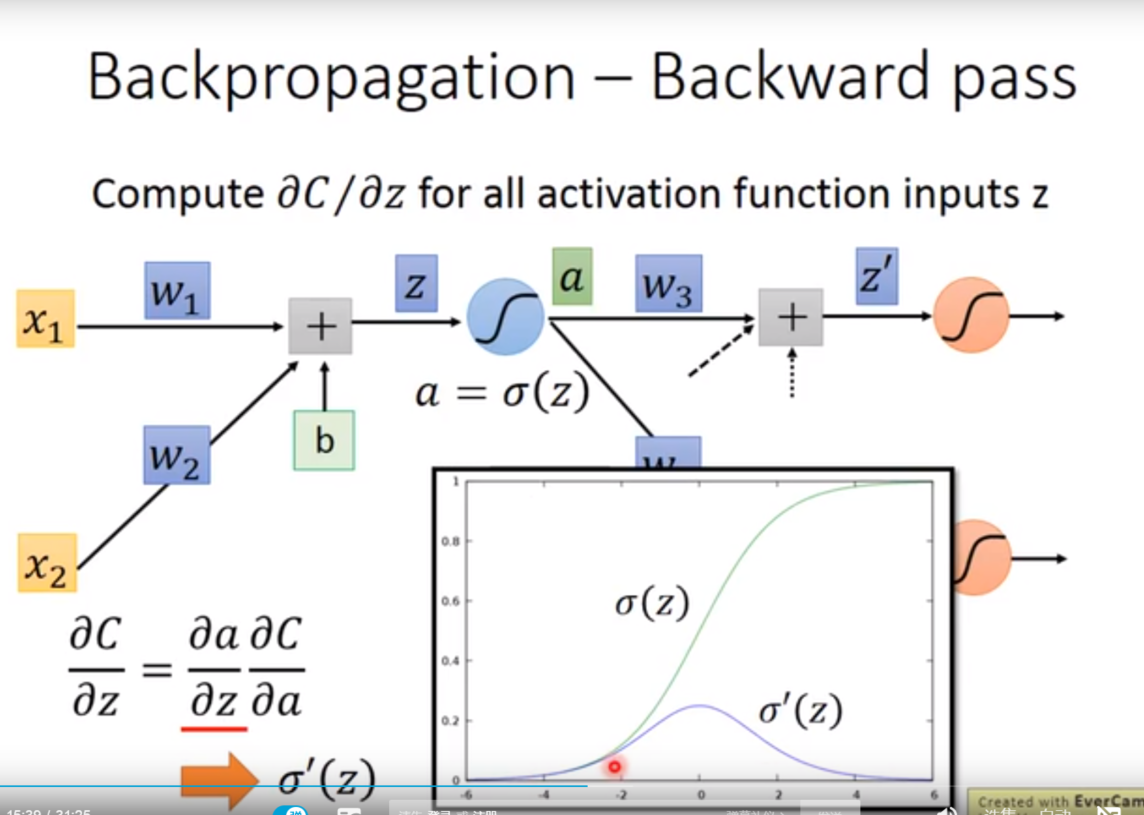 Backpropagation – Backward pass
Compute ∂C/∂z for all activation function inputs z
x₁ w₁ + z a w₃ + z′
a = σ(z)
w₂ b
x₂
∂C/∂z = ∂a/∂z ∂C/∂a
σ′(z)
1
0.8
0.6 σ(z)
0.4
0.2 σ′(z)
0
-6 -4 -2 0 2 4 6
Created with EverCam